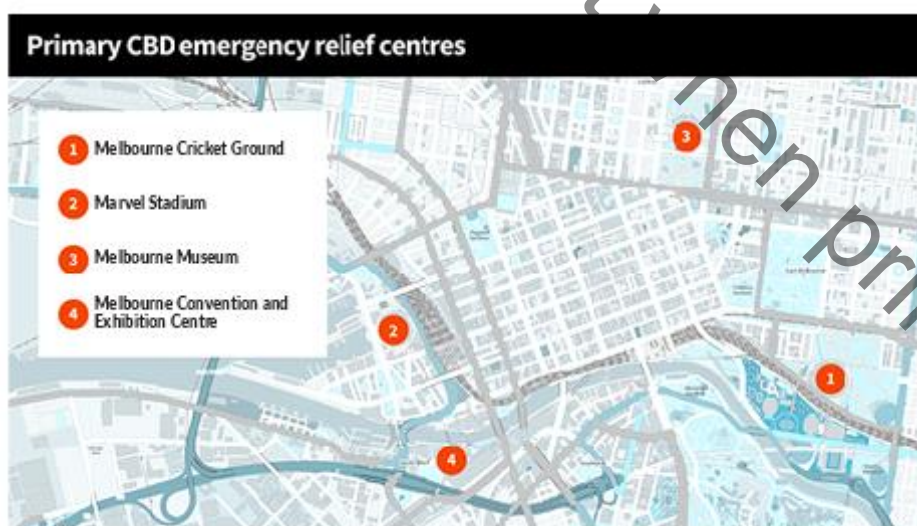 Primary CBD emergency relief centres
1 Melbourne Cricket Ground
2 Marvel Stadium
3 Melbourne Museum
4 Melbourne Convention and
Exhibition Centre
3
2
1
4